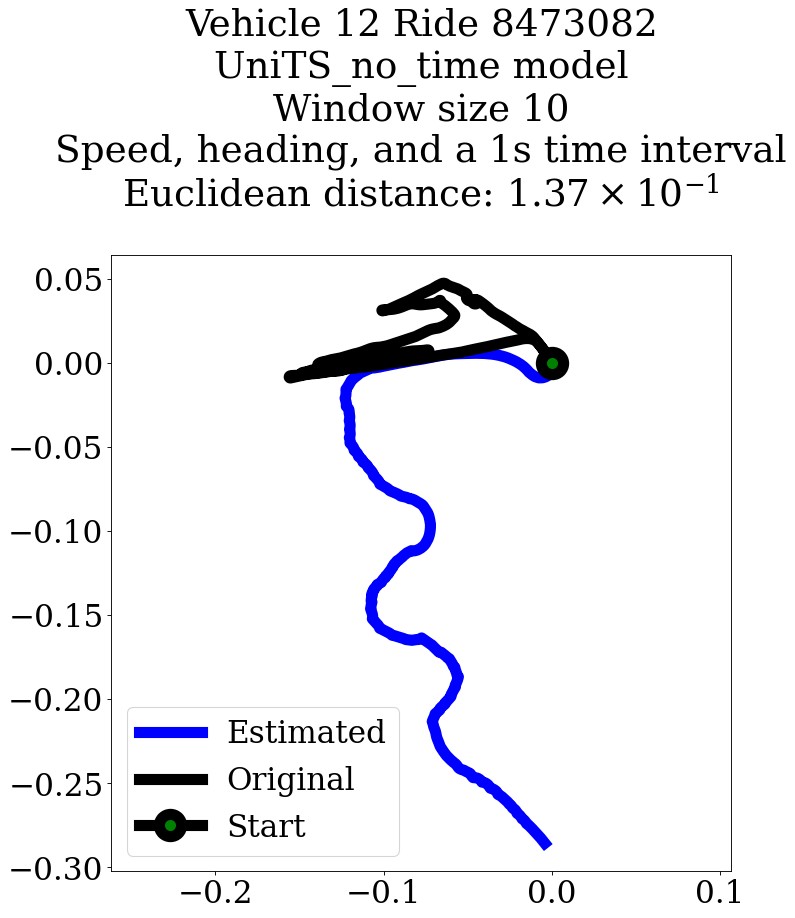 Vehicle 12 Ride 8473082
UniTS_no_time model
Window size 10
Speed, heading, and a 1s time interval
Euclidean distance: 1.37 × 10⁻¹
0.05
0.00
−0.05
−0.10
−0.15
−0.20
−0.25
−0.30
Estimated
Original
Start
−0.2 −0.1 0.0 0.1